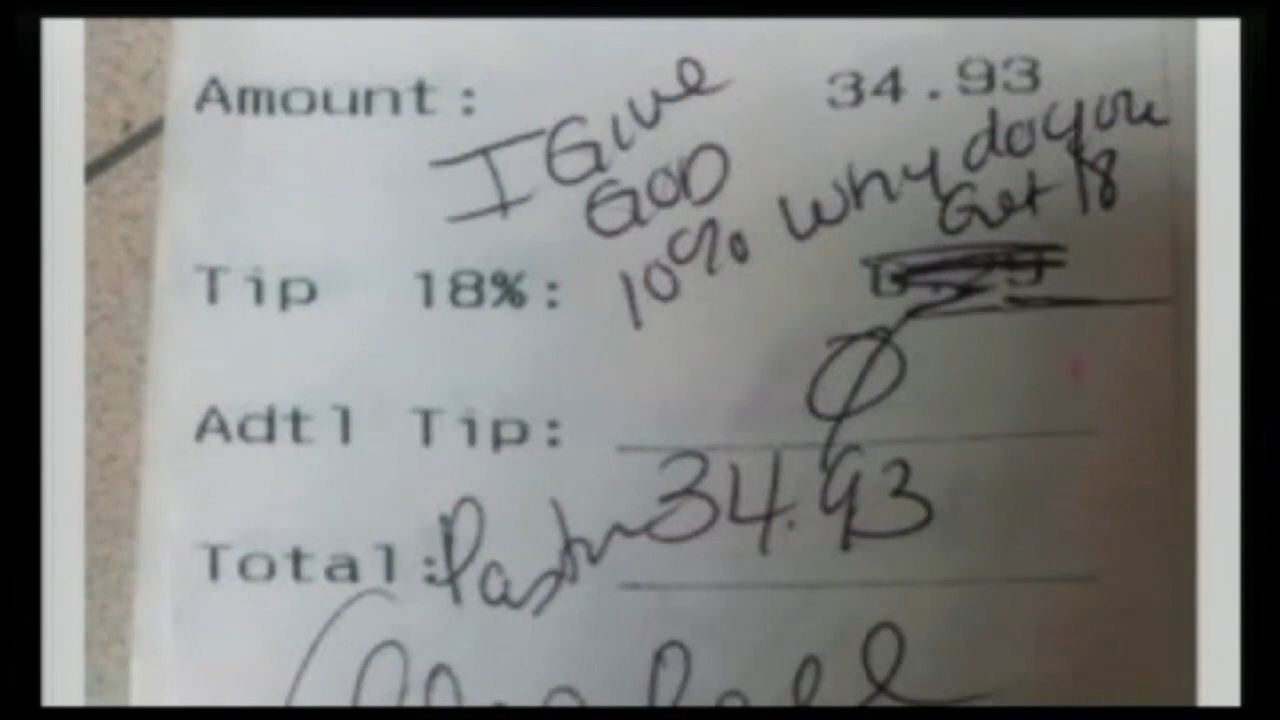 Amount: 34.93
I Give
GOD
10% Why do you
Get 18
Tip 18%:
Adtl Tip: 0
Total: Pastor 34.93